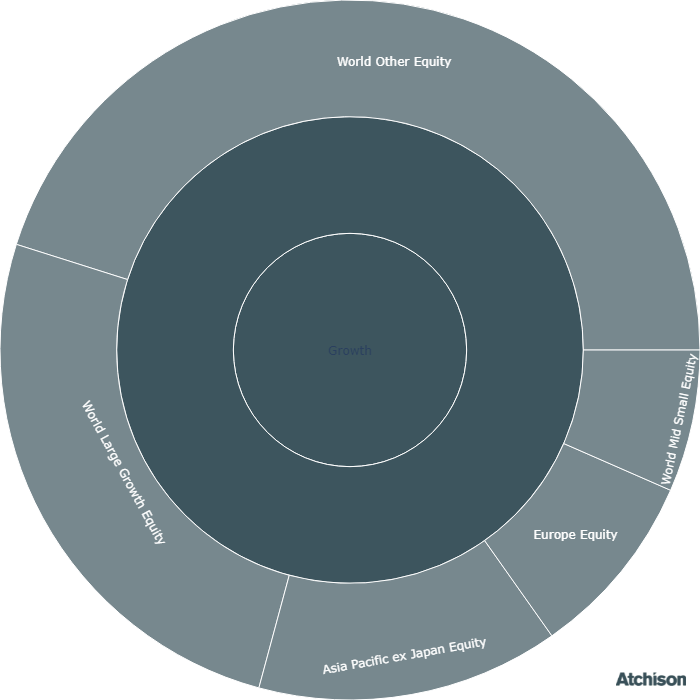 World Other Equity
Growth
World Large Growth Equity
World Mid Small Equity
Europe Equity
Asia Pacific ex Japan Equity
Atchison